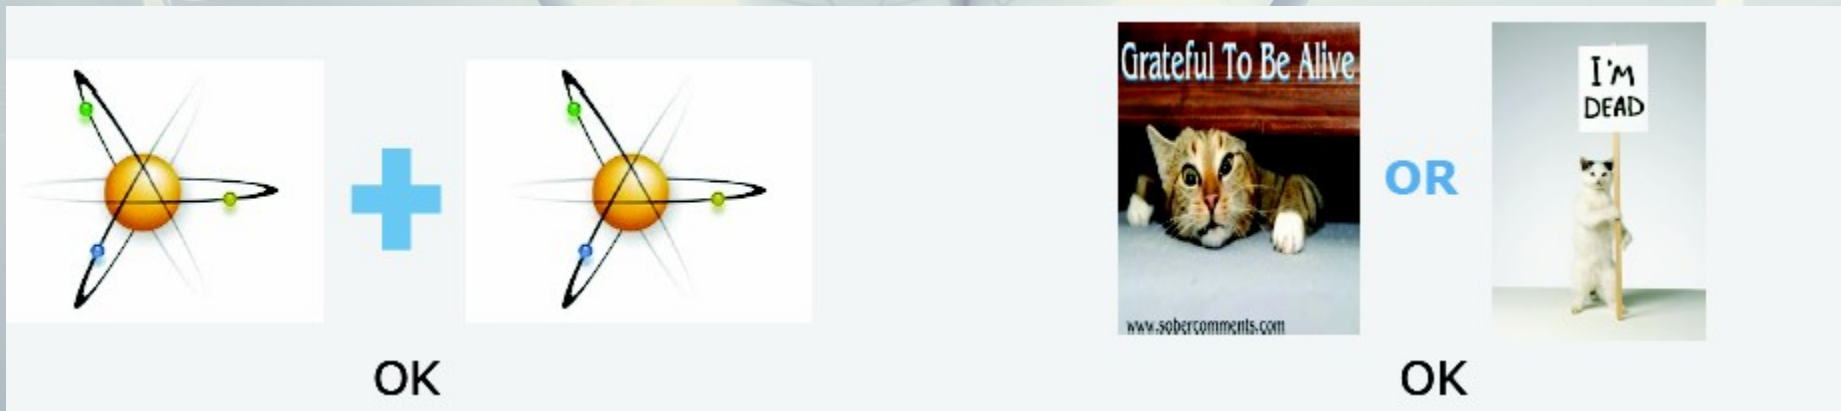 Grateful To Be Alive
www.sobercomments.com
OR
I'M
DEAD
OK
OK